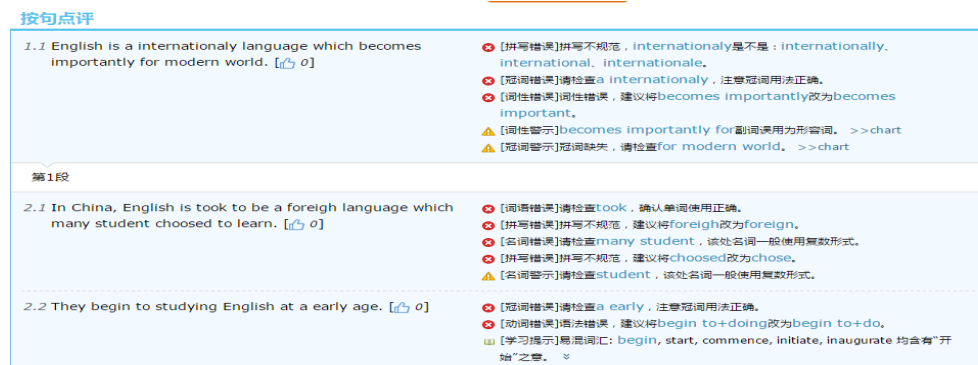 按句点评
1.1 English is a internationaly language which becomes
importantly for modern world. [ 0]
[拼写错误]拼写不规范，internationaly是不是：internationally、
international、internationale。
[冠词错误]请检查a internationaly，注意冠词用法正确。
[词性错误]词性错误，建议将becomes importantly改为becomes
important。
[词性警示]becomes importantly for副词误用为形容词。 >>chart
[冠词警示]冠词缺失，请检查for modern world。 >>chart
第1段
2.1 In China, English is took to be a foreigh language which
many student choosed to learn. [ 0]
[词语错误]请检查took，确认单词使用正确。
[拼写错误]拼写不规范，建议将foreigh改为foreign。
[名词错误]请检查many student，该处名词一般使用复数形式。
[拼写错误]拼写不规范，建议将choosed改为chose。
[名词警示]请检查student，该处名词一般使用复数形式。
2.2 They begin to studying English at a early age. [ 0]
[冠词错误]请检查a early，注意冠词用法正确。
[动词错误]语法错误，建议将begin to+doing改为begin to+do。
[学习提示]易混词汇: begin, start, commence, initiate, inaugurate 均含有"开
始"之意。